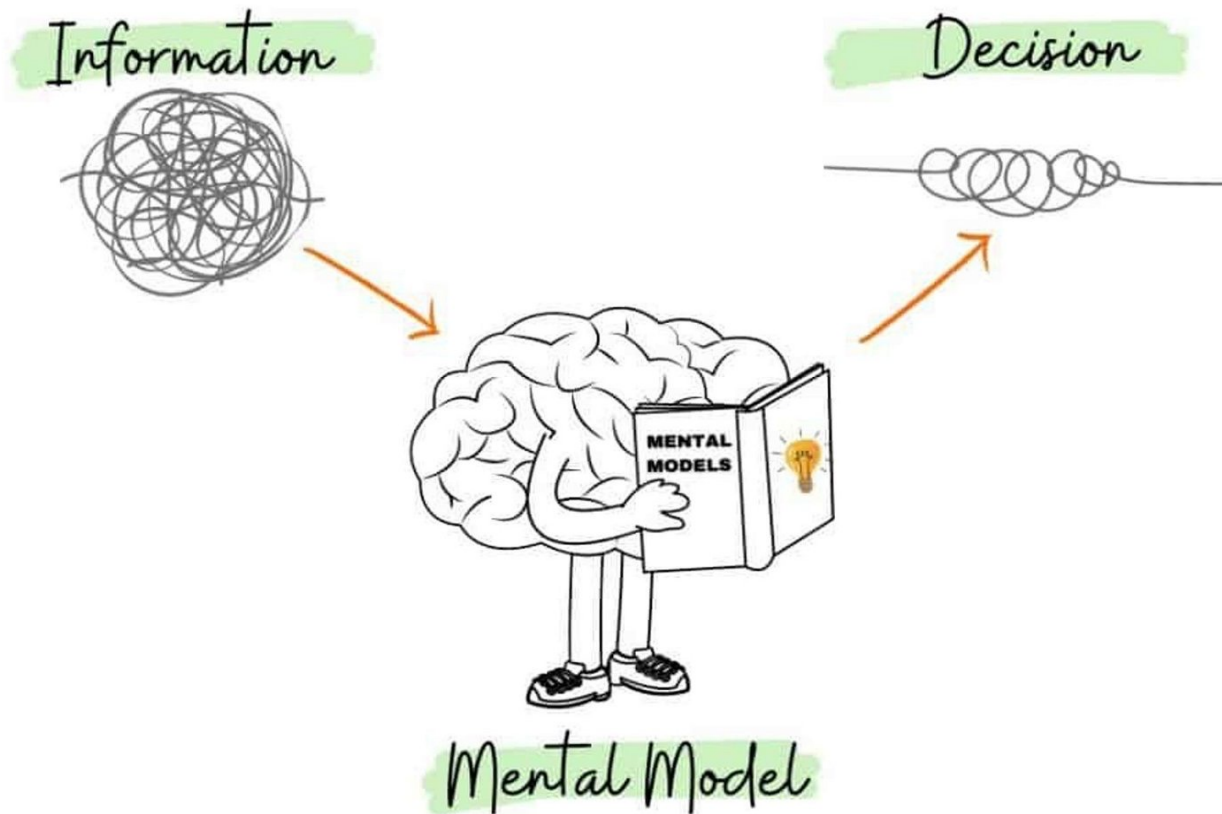 Information
Decision
MENTAL
MODELS
Mental Model